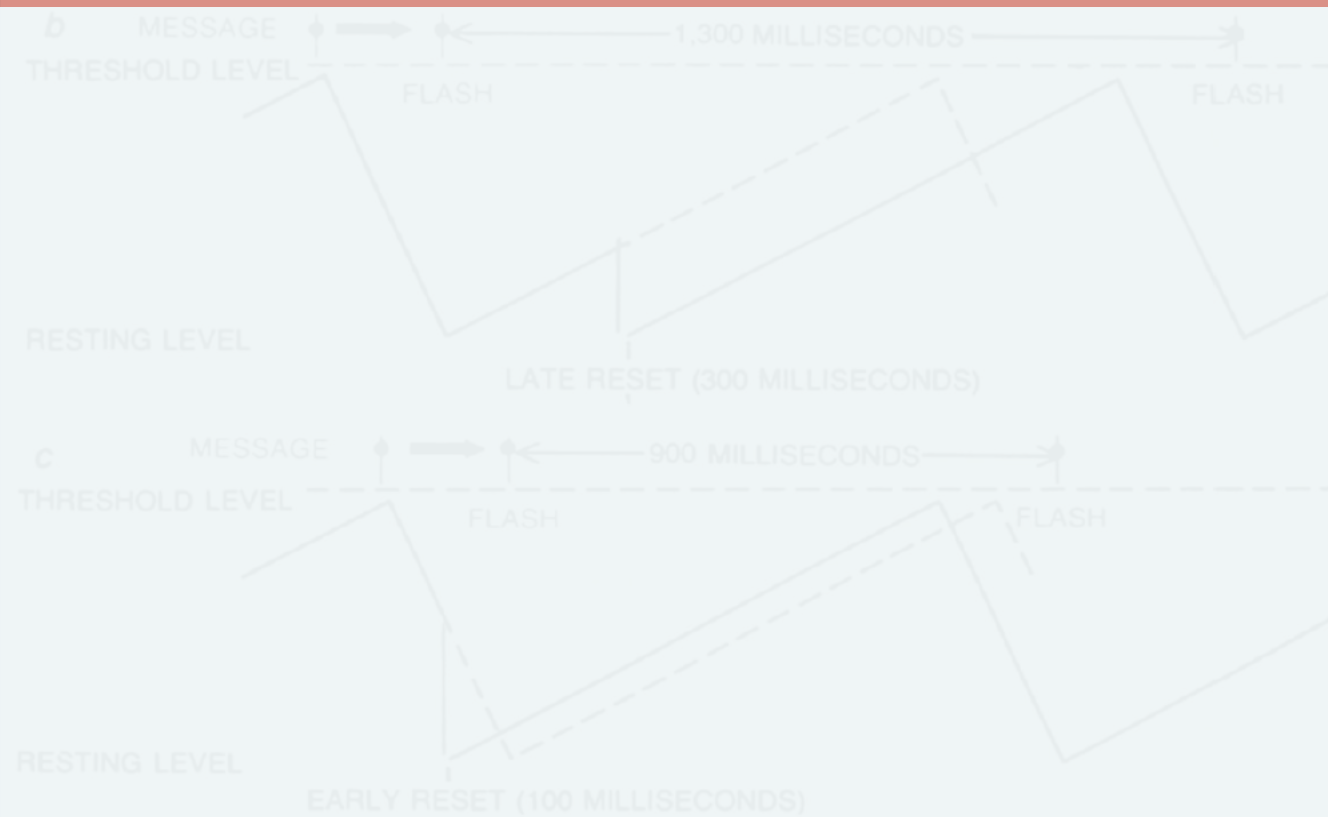 b MESSAGE 1,300 MILLISECONDS
THRESHOLD LEVEL
FLASH FLASH
RESTING LEVEL
LATE RESET (300 MILLISECONDS)
c MESSAGE 900 MILLISECONDS
THRESHOLD LEVEL
FLASH FLASH
RESTING LEVEL
EARLY RESET (100 MILLISECONDS)